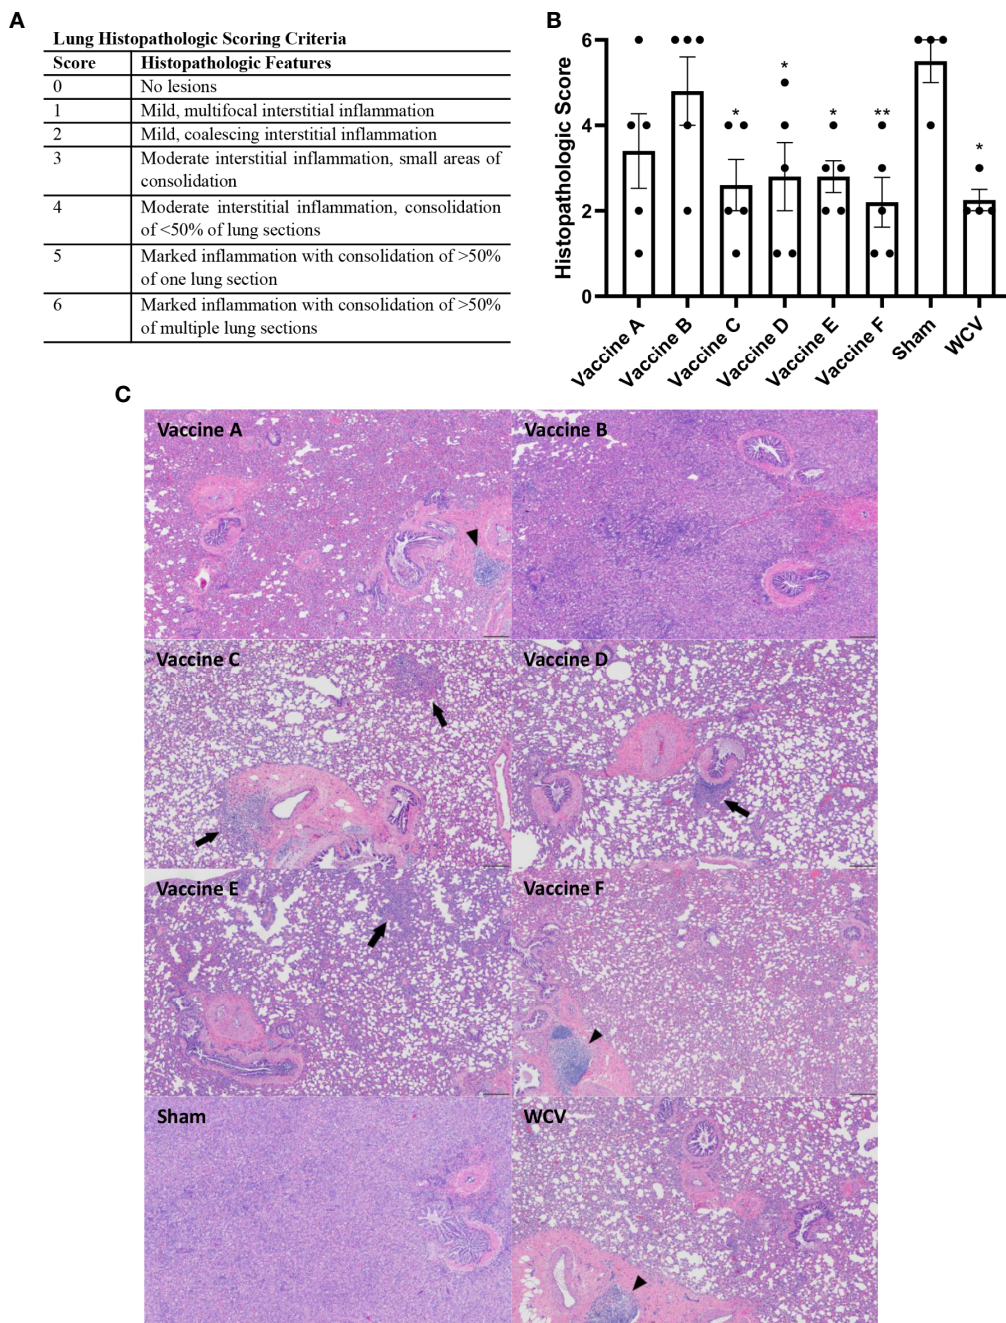 A
Lung Histopathologic Scoring Criteria
Score Histopathologic Features
0 No lesions
1 Mild, multifocal interstitial inflammation
2 Mild, coalescing interstitial inflammation
3 Moderate interstitial inflammation, small areas of
consolidation
4 Moderate interstitial inflammation, consolidation
of <50% of lung sections
5 Marked inflammation with consolidation of >50%
of one lung section
6 Marked inflammation with consolidation of >50%
of multiple lung sections
B
Histopathologic Score
6
4
2
0
*
*
*
**
*
Vaccine A
Vaccine B
Vaccine C
Vaccine D
Vaccine E
Vaccine F
Sham
WCV
C
Vaccine A
Vaccine B
Vaccine C
Vaccine D
Vaccine E
Vaccine F
Sham
WCV